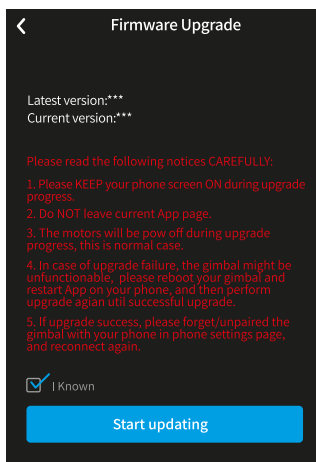 Firmware Upgrade
Latest version:***
Current version:***
Please read the following notices CAREFULLY:
1. Please KEEP your phone screen ON during upgrade
progress.
2. Do NOT leave current App page.
3. The motors will be pow off during upgrade
progress, this is normal case.
4. In case of upgrade failure, the gimbal might be
unfunctionable, please reboot your gimbal and
restart App on your phone, and then perform
upgrade agian util successful upgrade.
5. If upgrade success, please forget/unpaired the
gimbal with your phone in phone settings page,
and reconnect again.
I Known
Start updating